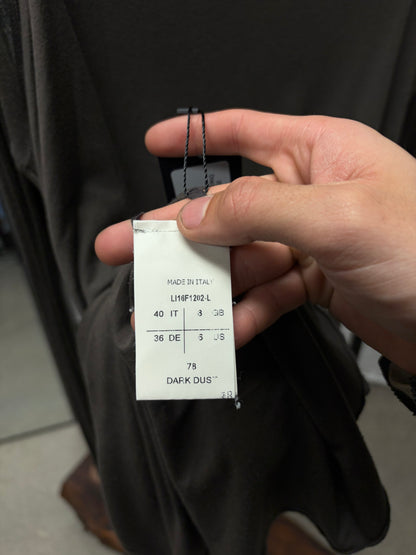 MADE IN ITALY
LI16F1202-L
40 IT 8 GB
36 DE 6 US
78
DARK DUST